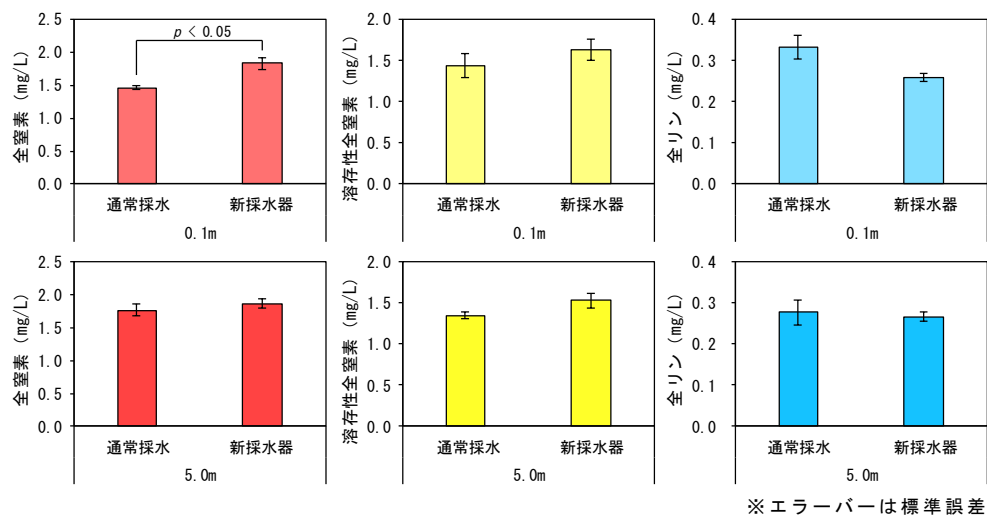 全窒素 (mg/L)
2.5
2.0
1.5
1.0
0.5
0.0
p < 0.05
通常採水 新採水器
0.1m
溶存性全窒素 (mg/L)
2.0
1.5
1.0
0.5
0.0
通常採水 新採水器
0.1m
全リン (mg/L)
0.4
0.3
0.2
0.1
0.0
通常採水 新採水器
0.1m
全窒素 (mg/L)
2.5
2.0
1.5
1.0
0.5
0.0
通常採水 新採水器
5.0m
溶存性全窒素 (mg/L)
2.0
1.5
1.0
0.5
0.0
通常採水 新採水器
5.0m
全リン (mg/L)
0.4
0.3
0.2
0.1
0.0
通常採水 新採水器
5.0m
※エラーバーは標準誤差